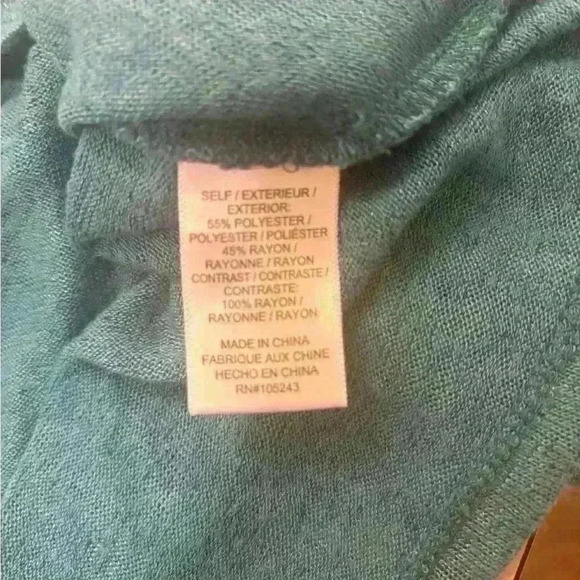 SELF / EXTERIEUR /
EXTERIOR:
55% POLYESTER /
POLYESTER / POLIÉSTER
45% RAYON /
RAYONNE / RAYON
CONTRAST / CONTRASTE /
CONTRASTE:
100% RAYON /
RAYONNE / RAYON
MADE IN CHINA
FABRIQUE AUX CHINE
HECHO EN CHINA
RN#105243